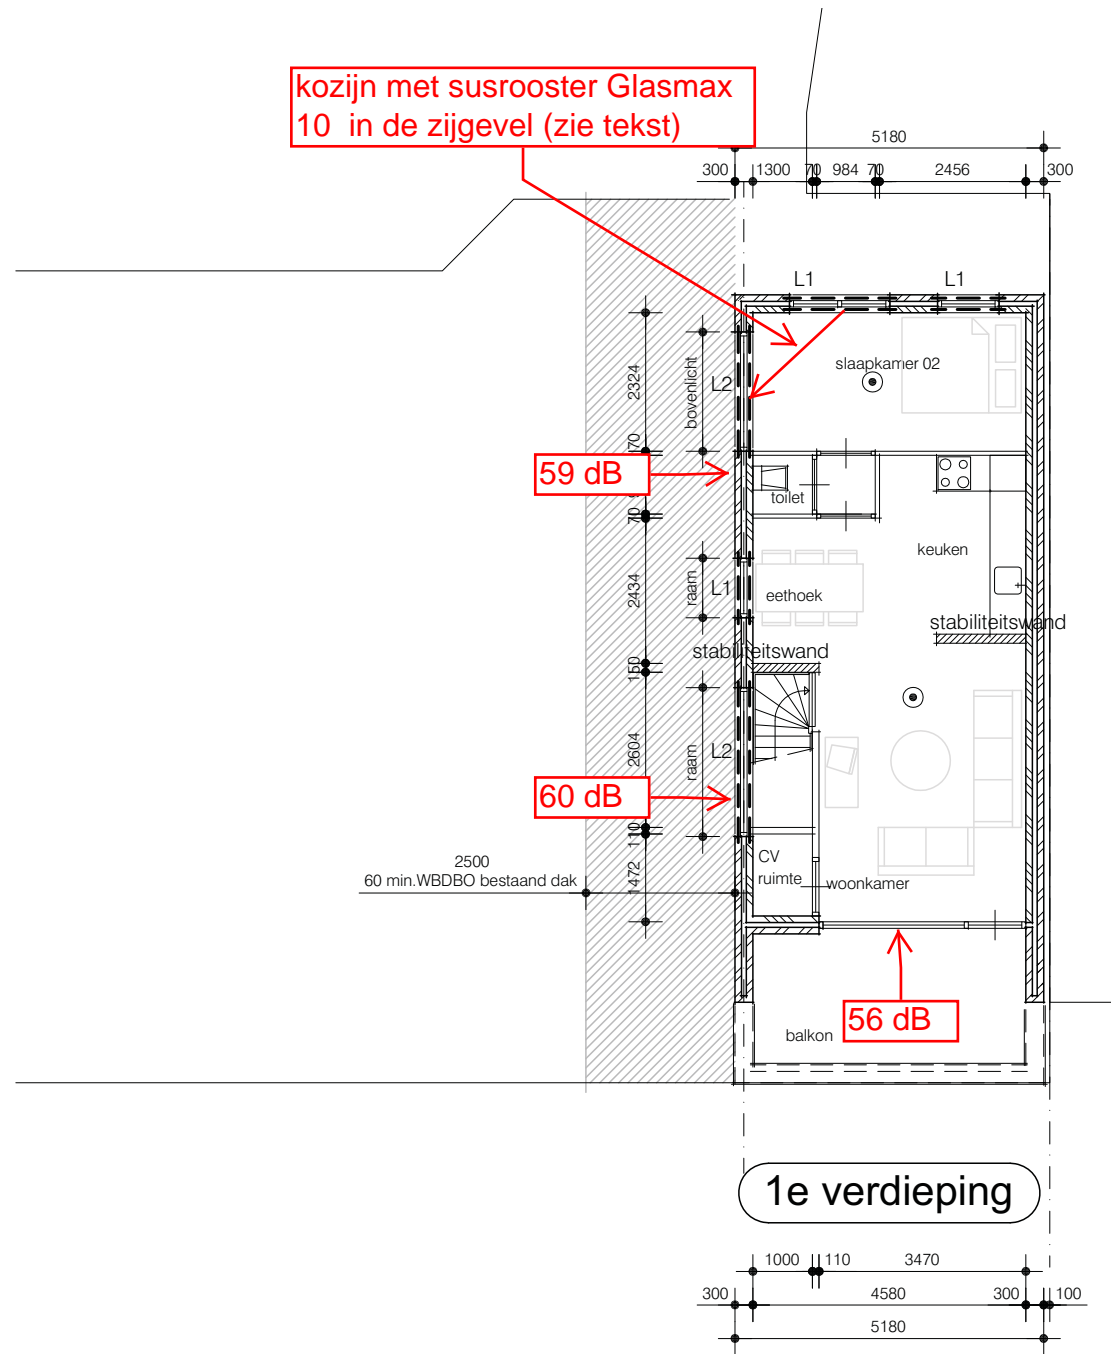 kozijn met susrooster Glasmax
10 in de zijgevel (zie tekst)
5180
300 1300 70 984 70 2456 300
L1 L1
2324
bovenlicht
L2
slaapkamer 02
70
59 dB
toilet
70
keuken
2434
raam
L1
eethoek
stabiliteitswand
stabiliteitswand
150
2604
raam
L2
60 dB
110
2500
60 min.WBDBO bestaand dak
1472
CV
ruimte
woonkamer
56 dB
balkon
1e verdieping
1000 110 3470
300 4580 300 100
5180